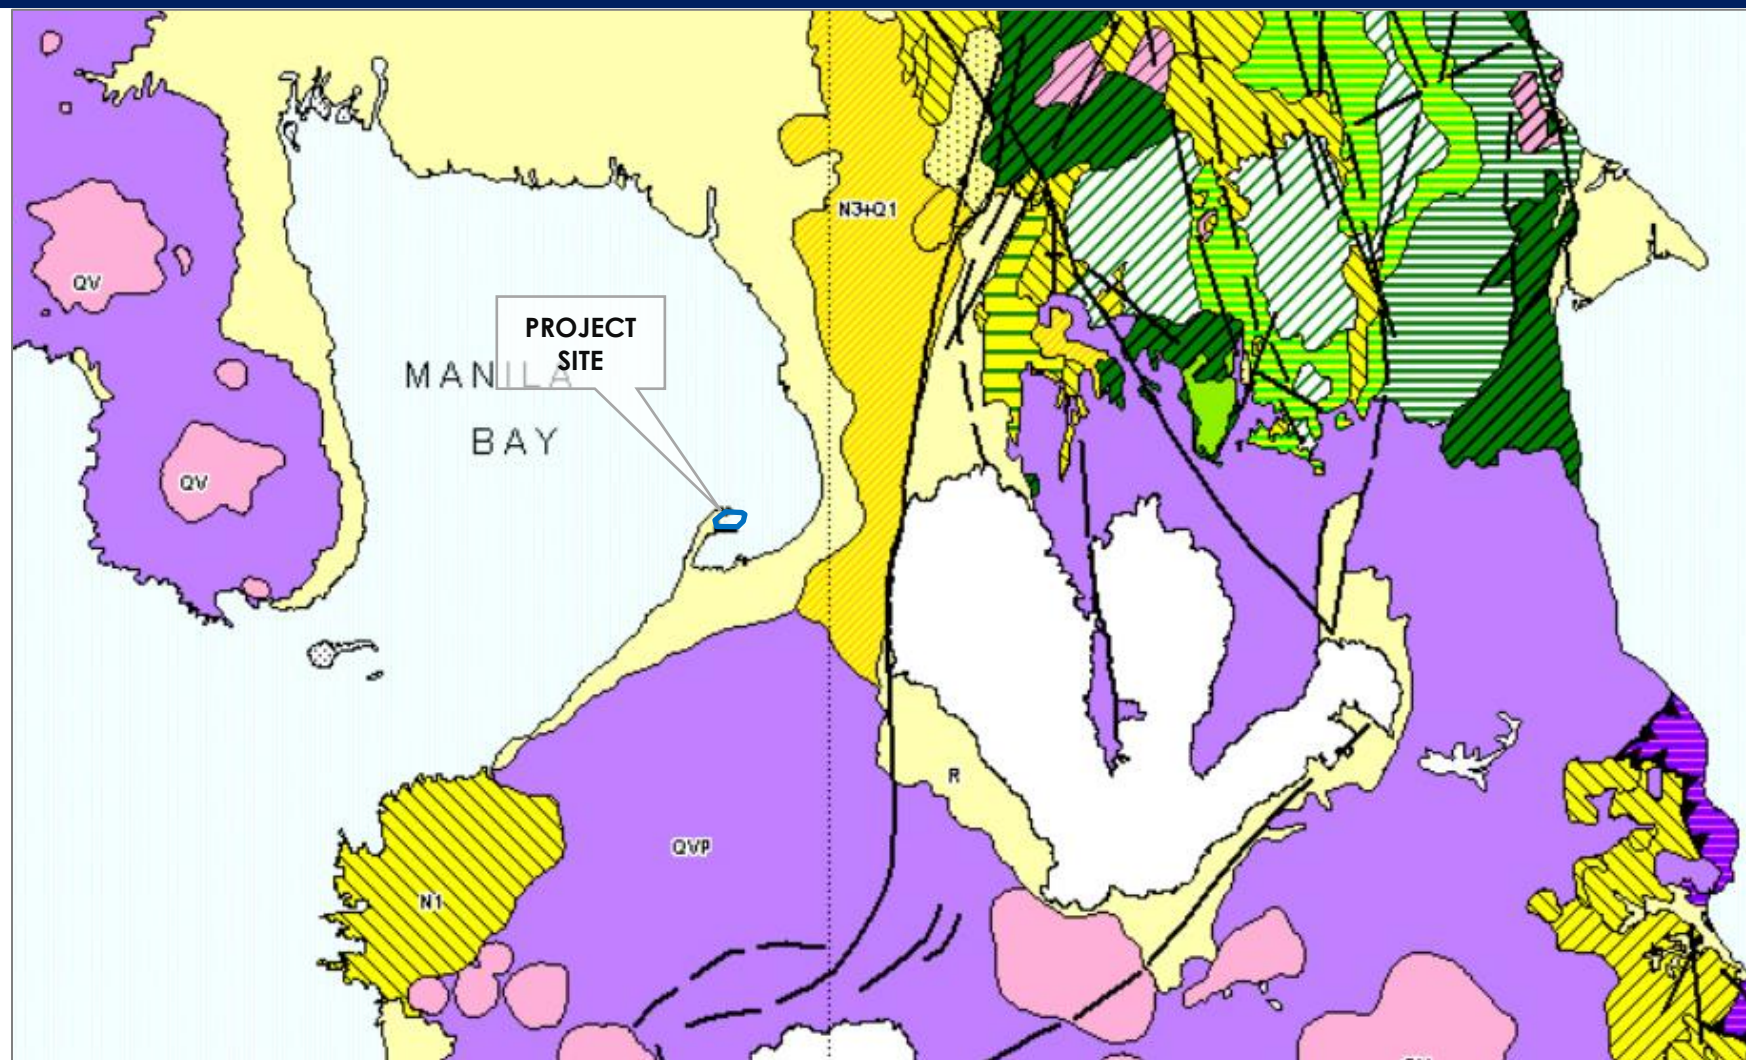 N3+Q1
QV
PROJECT
SITE
MANILA
BAY
QV
R
QVP
N1